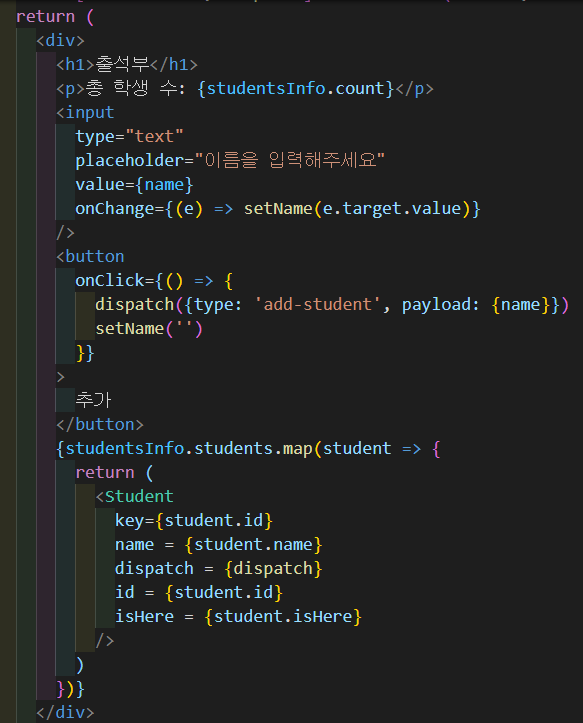 return (
<div>
<h1>출석부</h1>
<p>총 학생 수: {studentsInfo.count}</p>
<input
type="text"
placeholder="이름을 입력해주세요"
value={name}
onChange={(e) => setName(e.target.value)}
/>
<button
onClick={() => {
dispatch({type: 'add-student', payload: {name}})
setName('')
}}
>
추가
</button>
{studentsInfo.students.map(student => {
return (
<Student
key={student.id}
name = {student.name}
dispatch = {dispatch}
id = {student.id}
isHere = {student.isHere}
/>
)
})}
</div>